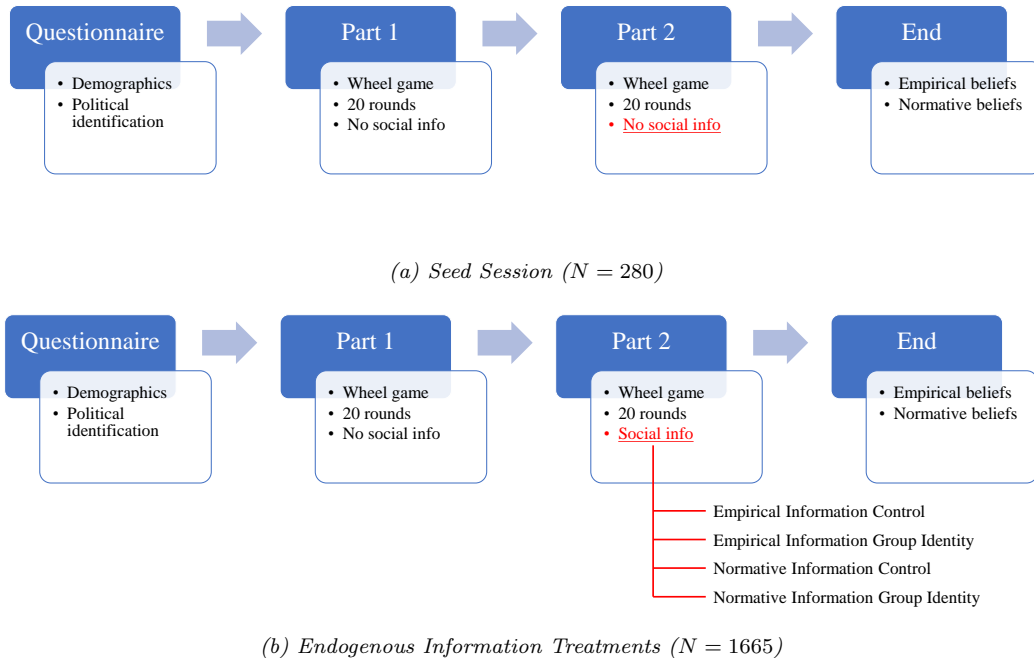 Questionnaire
• Demographics
• Political
identification
Part 1
• Wheel game
• 20 rounds
• No social info
Part 2
• Wheel game
• 20 rounds
• No social info
End
• Empirical beliefs
• Normative beliefs
(a) Seed Session (N = 280)
Questionnaire
• Demographics
• Political
identification
Part 1
• Wheel game
• 20 rounds
• No social info
Part 2
• Wheel game
• 20 rounds
• Social info
End
• Empirical beliefs
• Normative beliefs
Empirical Information Control
Empirical Information Group Identity
Normative Information Control
Normative Information Group Identity
(b) Endogenous Information Treatments (N = 1665)